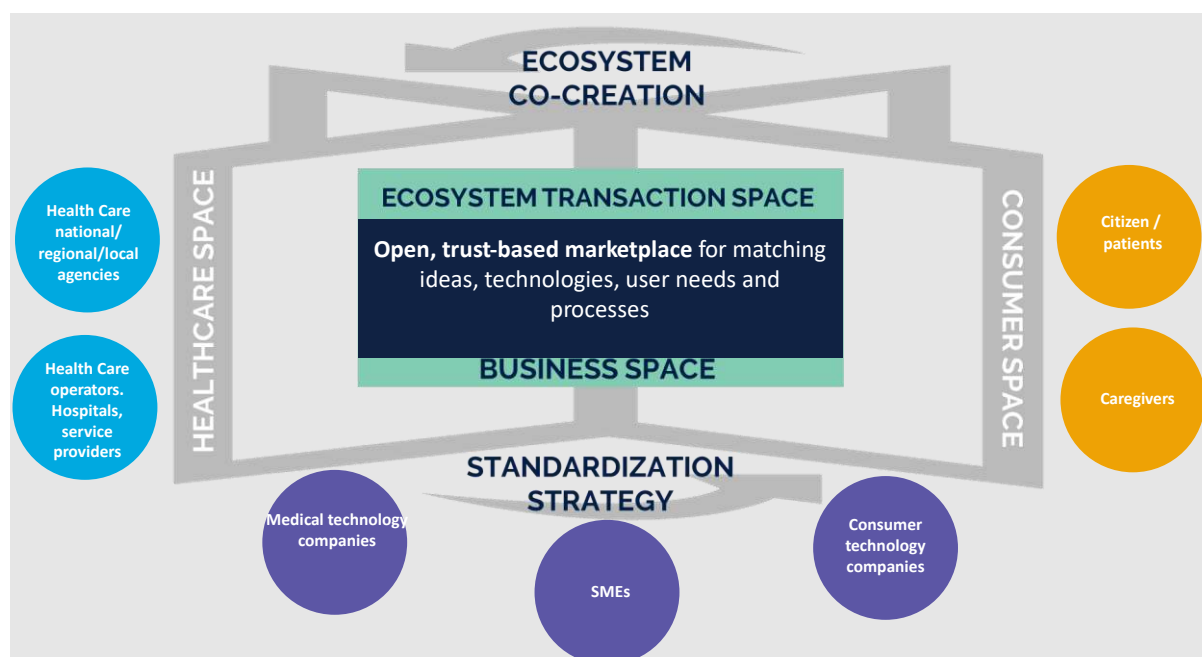 ECOSYSTEM
CO-CREATION
HEALTHCARE SPACE
ECOSYSTEM TRANSACTION SPACE
Open, trust-based marketplace for matching
ideas, technologies, user needs and
processes
BUSINESS SPACE
CONSUMER SPACE
Health Care
national/
regional/local
agencies
Health Care
operators.
Hospitals,
service
providers
Citizen /
patients
Caregivers
STANDARDIZATION
STRATEGY
Medical technology
companies
SMEs
Consumer
technology
companies